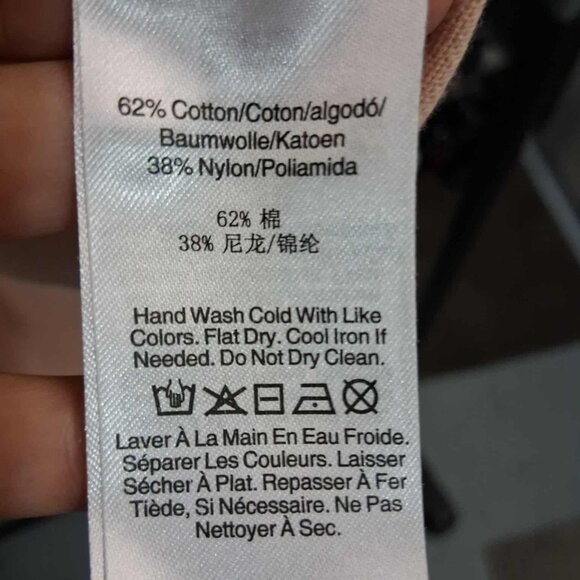 62% Cotton/Coton/algodó/
Baumwolle/Katoen
38% Nylon/Poliamida
62% 棉
38% 尼龙/锦纶
Hand Wash Cold With Like
Colors. Flat Dry. Cool Iron If
Needed. Do Not Dry Clean.
Laver À La Main En Eau Froide.
Séparer Les Couleurs. Laisser
Sécher À Plat. Repasser À Fer
Tiède, Si Nécessaire. Ne Pas
Nettoyer À Sec.